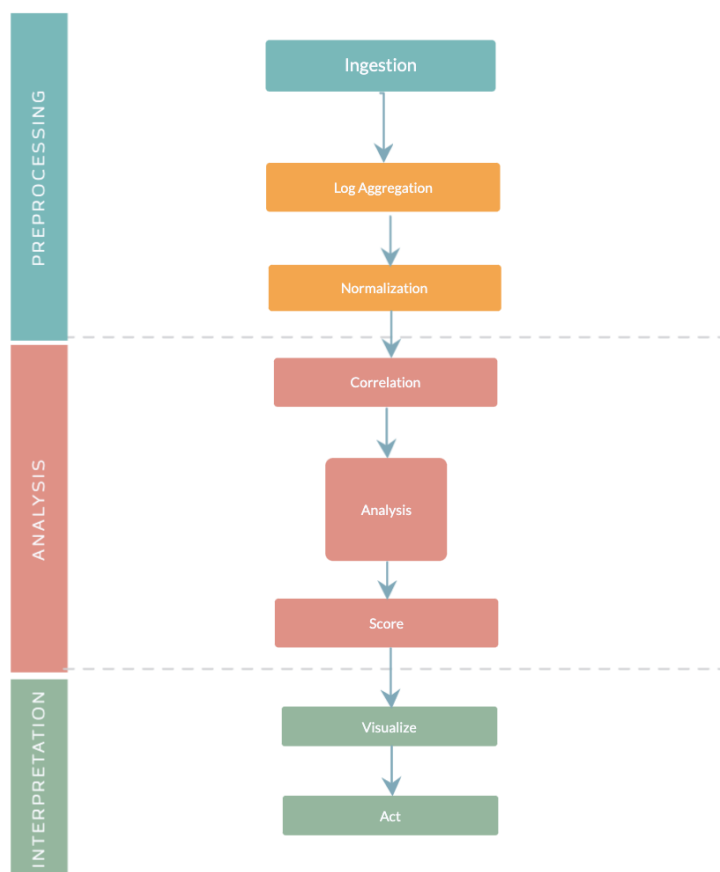 PREPROCESSING
Ingestion
Log Aggregation
Normalization
ANALYSIS
Correlation
Analysis
Score
INTERPRETATION
Visualize
Act